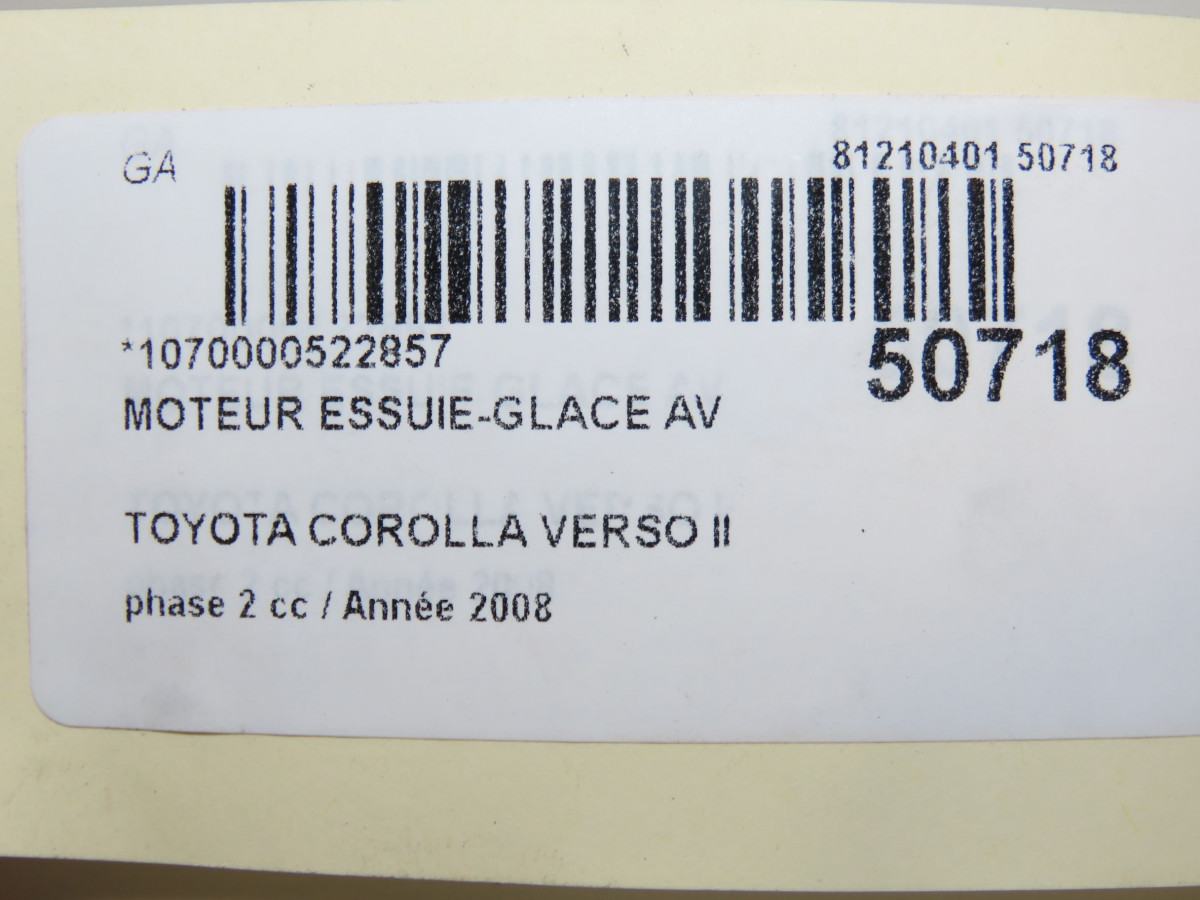 GA
81210401 50718
*1070000522857
50718
MOTEUR ESSUIE-GLACE AV
TOYOTA COROLLA VERSO II
phase 2 cc / Année 2008